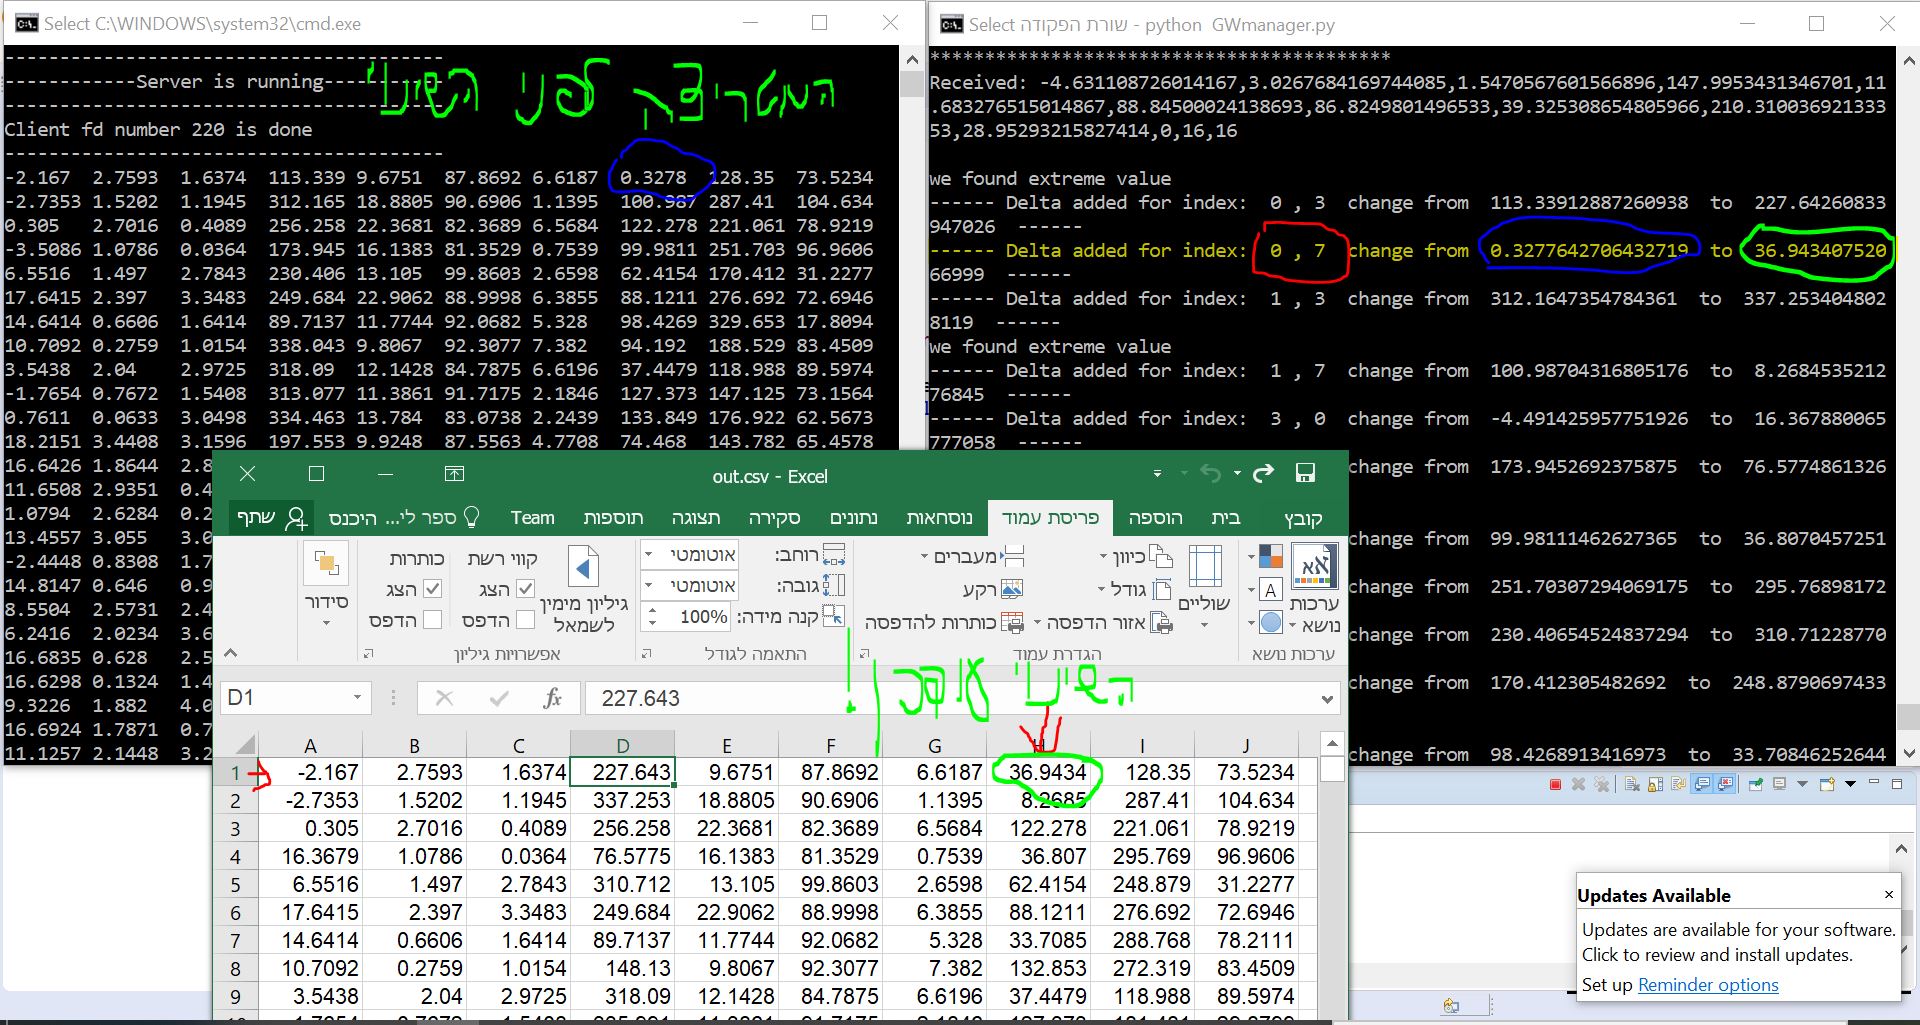 Select C:\WINDOWS\system32\cmd.exe
----------------------------------------
------------Server is running-----------
----------------------------------------
Client fd number 220 is done
----------------------------------------
המטריצה לפני השינוי
-2.167 2.7593 1.6374 113.339 9.6751 87.8692 6.6187 0.3278 128.35 73.5234
-2.7353 1.5202 1.1945 312.165 18.8805 90.6906 1.1395 100.987 287.41 104.634
0.305 2.7016 0.4089 256.258 22.3681 82.3689 6.5684 122.278 221.061 78.9219
-3.5086 1.0786 0.0364 173.945 16.1383 81.3529 0.7539 99.9811 251.703 96.9606
6.5516 1.497 2.7843 230.406 13.105 99.8603 2.6598 62.4154 170.412 31.2277
17.6415 2.397 3.3483 249.684 22.9062 88.9998 6.3855 88.1211 276.692 72.6946
14.6414 0.6606 1.6414 89.7137 11.7744 92.0682 5.328 98.4269 329.653 17.8094
10.7092 0.2759 1.0154 338.043 9.8067 92.3077 7.382 94.192 188.529 83.4509
3.5438 2.04 2.9725 318.09 12.1428 84.7875 6.6196 37.4479 118.988 89.5974
-1.7654 0.7672 1.5408 313.077 11.3861 91.7175 2.1846 127.373 147.125 73.1564
0.7611 0.0633 3.0498 334.463 13.784 83.0738 2.2439 133.849 176.922 62.5673
18.2151 3.4408 3.1596 197.553 9.9248 87.5563 4.7708 74.468 143.782 65.4578
16.6426 1.8644 2.8
11.6508 2.9351 0.4
1.0794 2.6284 0.2
13.4557 3.055 3.0
-2.4448 0.8308 1.7
14.8147 0.646 0.9
8.5504 2.5731 2.4
6.2416 2.0234 3.6
16.6835 0.628 2.5
16.6298 0.1324 1.4
9.3226 1.882 4.0
16.6924 1.7871 0.7
11.1257 2.1448 3.2
Select שורת הפקודה - python GWmanager.py
******************************************
Received: -4.631108726014167,3.0267684169744085,1.5470567601566896,147.9953431346701,11
.683276515014867,88.84500024138693,86.8249801496533,39.325308654805966,210.310036921333
53,28.95293215827414,0,16,16
we found extreme value
------ Delta added for index: 0 , 3 change from 113.33912887260938 to 227.64260833
947026 ------
------ Delta added for index: 0 , 7 change from 0.3277642706432719 to 36.943407520
66999 ------
------ Delta added for index: 1 , 3 change from 312.1647354784361 to 337.253404802
8119 ------
we found extreme value
------ Delta added for index: 1 , 7 change from 100.98704316805176 to 8.2684535212
76845 ------
------ Delta added for index: 3 , 0 change from -4.491425957751926 to 16.367880065
777058 ------
change from 173.9452692375875 to 76.5774861326
change from 99.98111462627365 to 36.8070457251
change from 251.70307294069175 to 295.76898172
change from 230.40654524837294 to 310.71228770
change from 170.412305482692 to 248.8790697433
change from 98.4268913416973 to 33.70846252644
out.csv - Excel
קובץ בית הוספה פריסת עמוד נוסחאות נתונים סקירה תצוגה תוספות Team ספר לי... היכנס שתף
ערכות נושא
שוליים
כיוון
גודל
אזור הדפסה
מעברים
רקע
כותרות להדפסה
רוחב: אוטומטי
גובה: אוטומטי
קנה מידה: 100%
גיליון מימין לשמאל
קווי רשת כותרות
הצג הצג
הדפס הדפס
סידור
ערכות נושא הגדרת עמוד התאמה לגודל אפשרויות גיליון
D1 fx 227.643
A B C D E F G H I J
1 -2.167 2.7593 1.6374 227.643 9.6751 87.8692 6.6187 36.9434 128.35 73.5234
2 -2.7353 1.5202 1.1945 337.253 18.8805 90.6906 1.1395 8.2685 287.41 104.634
3 0.305 2.7016 0.4089 256.258 22.3681 82.3689 6.5684 122.278 221.061 78.9219
4 16.3679 1.0786 0.0364 76.5775 16.1383 81.3529 0.7539 36.807 295.769 96.9606
5 6.5516 1.497 2.7843 310.712 13.105 99.8603 2.6598 62.4154 248.879 31.2277
6 17.6415 2.397 3.3483 249.684 22.9062 88.9998 6.3855 88.1211 276.692 72.6946
7 14.6414 0.6606 1.6414 89.7137 11.7744 92.0682 5.328 33.7085 288.768 78.2111
8 10.7092 0.2759 1.0154 148.13 9.8067 92.3077 7.382 132.853 272.319 83.4509
9 3.5438 2.04 2.9725 318.09 12.1428 84.7875 6.6196 37.4479 118.988 89.5974
Updates Available
Updates are available for your software.
Click to review and install updates.
Set up Reminder options